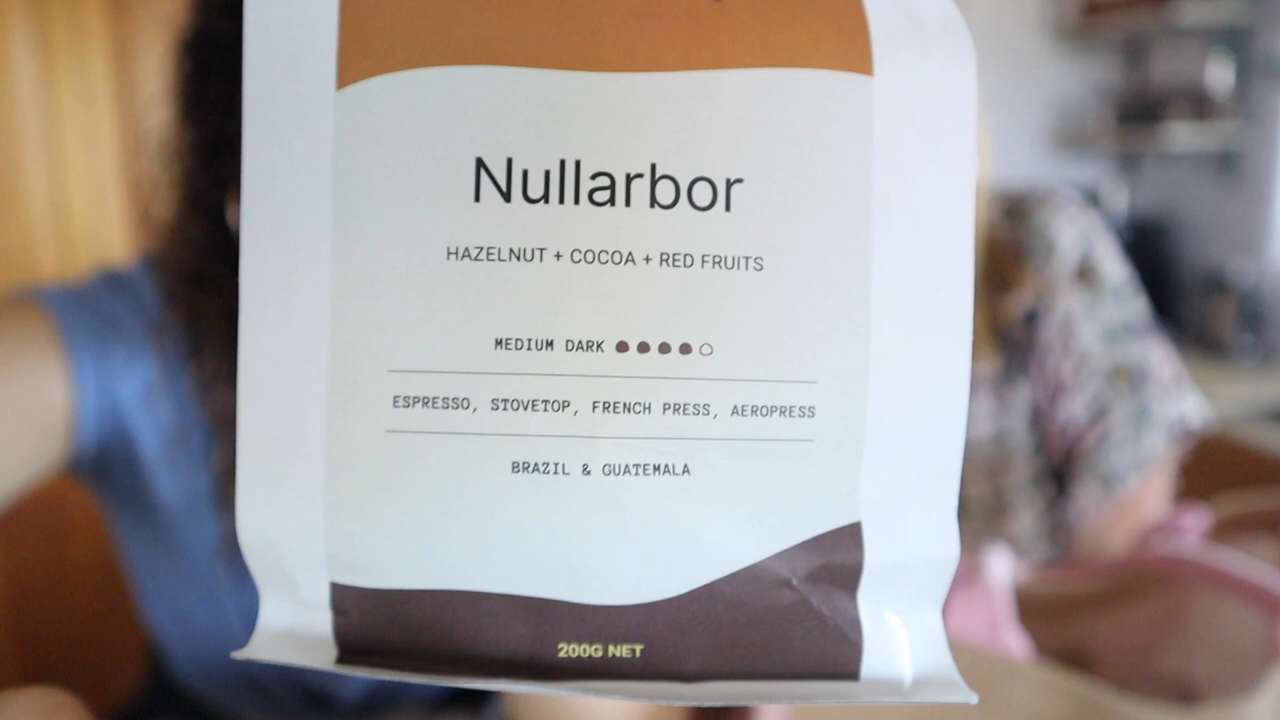 Nullarbor
HAZELNUT + COCOA + RED FRUITS
MEDIUM DARK
ESPRESSO, STOVETOP, FRENCH PRESS, AEROPRESS
BRAZIL & GUATEMALA
200G NET